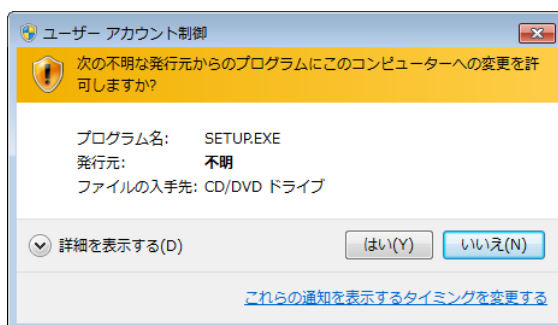 ユーザー アカウント制御
次の不明な発行元からのプログラムにこのコンピューターへの変更を許
可しますか?
プログラム名: SETUP.EXE
発行元: 不明
ファイルの入手先: CD/DVD ドライブ
詳細を表示する(D) はい(Y) いいえ(N)
これらの通知を表示するタイミングを変更する